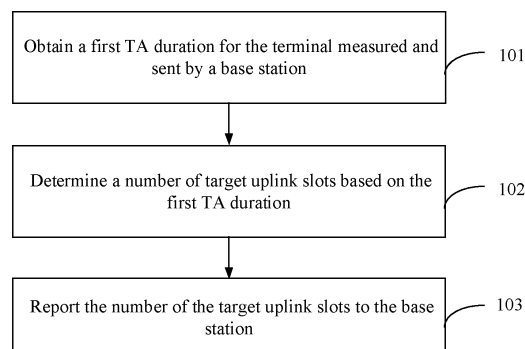 Obtain a first TA duration for the terminal measured and
sent by a base station
101
Determine a number of target uplink slots based on the
first TA duration
102
Report the number of the target uplink slots to the base
station
103